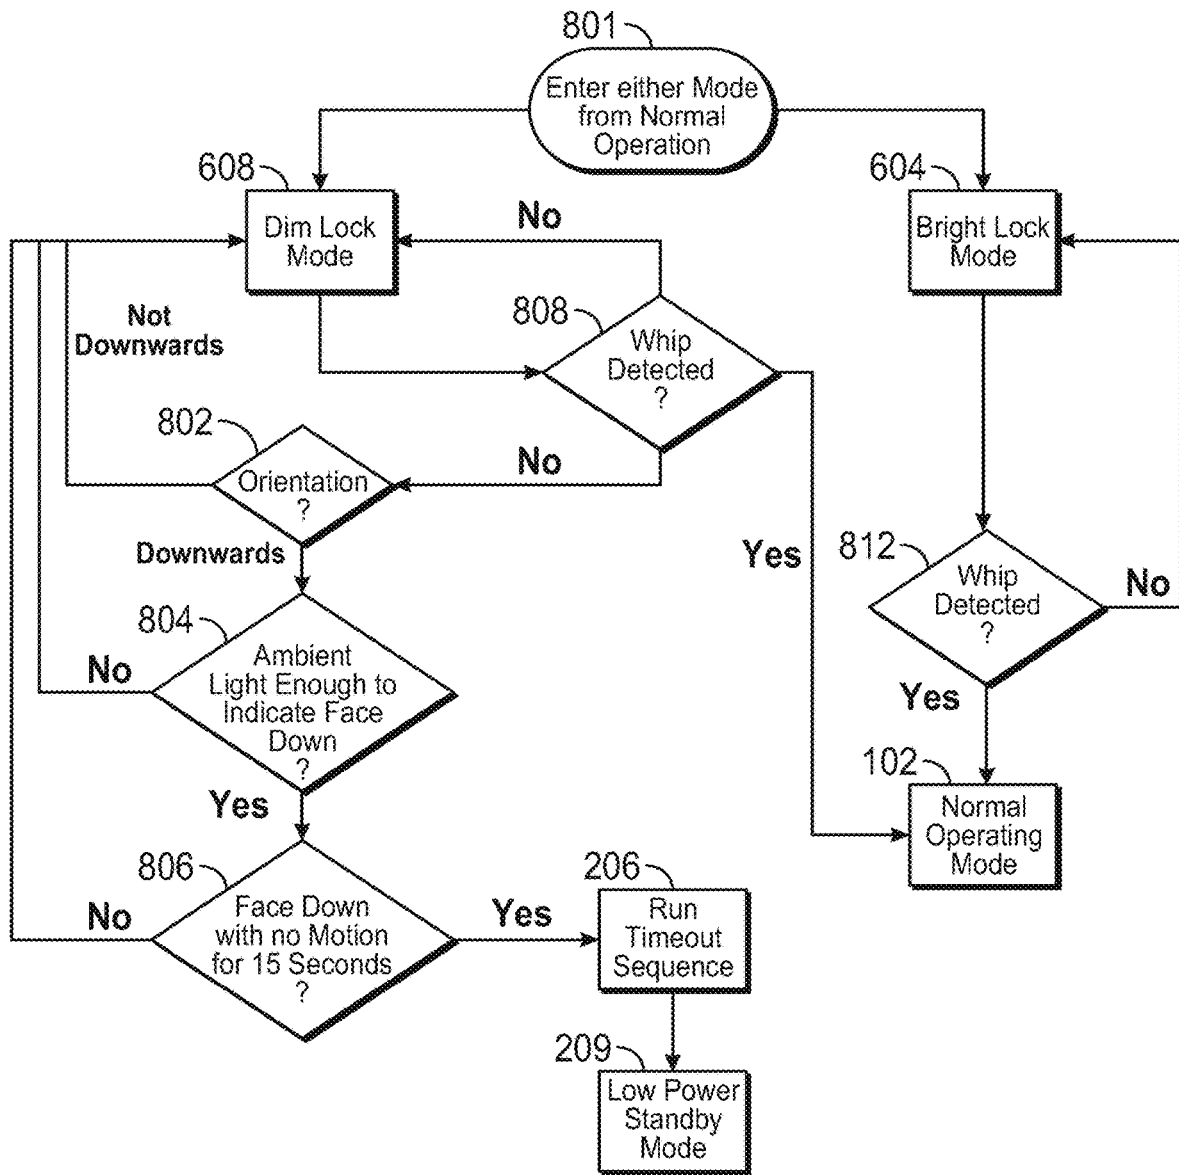 801
Enter either Mode
from Normal
Operation
608
Dim Lock
Mode
No
604
Bright Lock
Mode
Not
Downwards
808
Whip
Detected
?
802
Orientation
?
No
Downwards
Yes
812
Whip
Detected
?
No
804
Ambient
Light Enough to
Indicate Face
Down
?
No
Yes
Yes
102
Normal
Operating
Mode
806
Face Down
with no Motion
for 15 Seconds
?
No
Yes
206
Run
Timeout
Sequence
209
Low Power
Standby
Mode